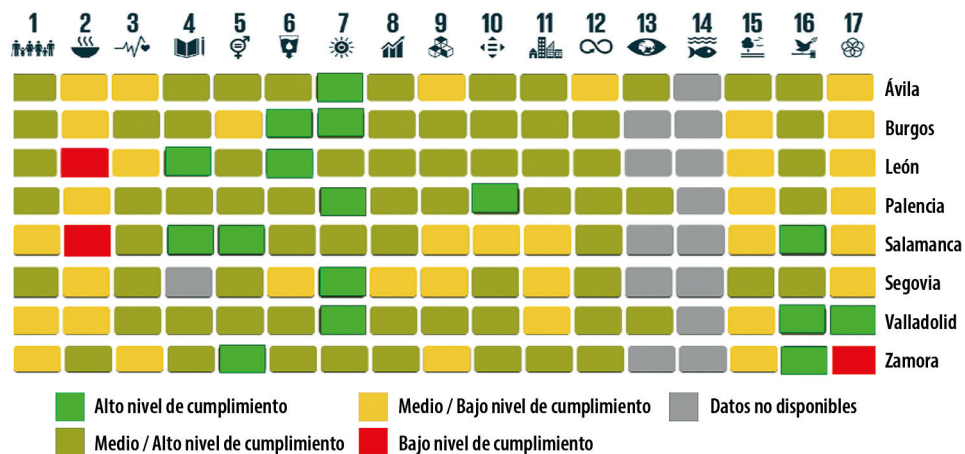 1 2 3 4 5 6 7 8 9 10 11 12 13 14 15 16 17
Ávila
Burgos
León
Palencia
Salamanca
Segovia
Valladolid
Zamora
Alto nivel de cumplimiento
Medio / Bajo nivel de cumplimiento
Datos no disponibles
Medio / Alto nivel de cumplimiento
Bajo nivel de cumplimiento